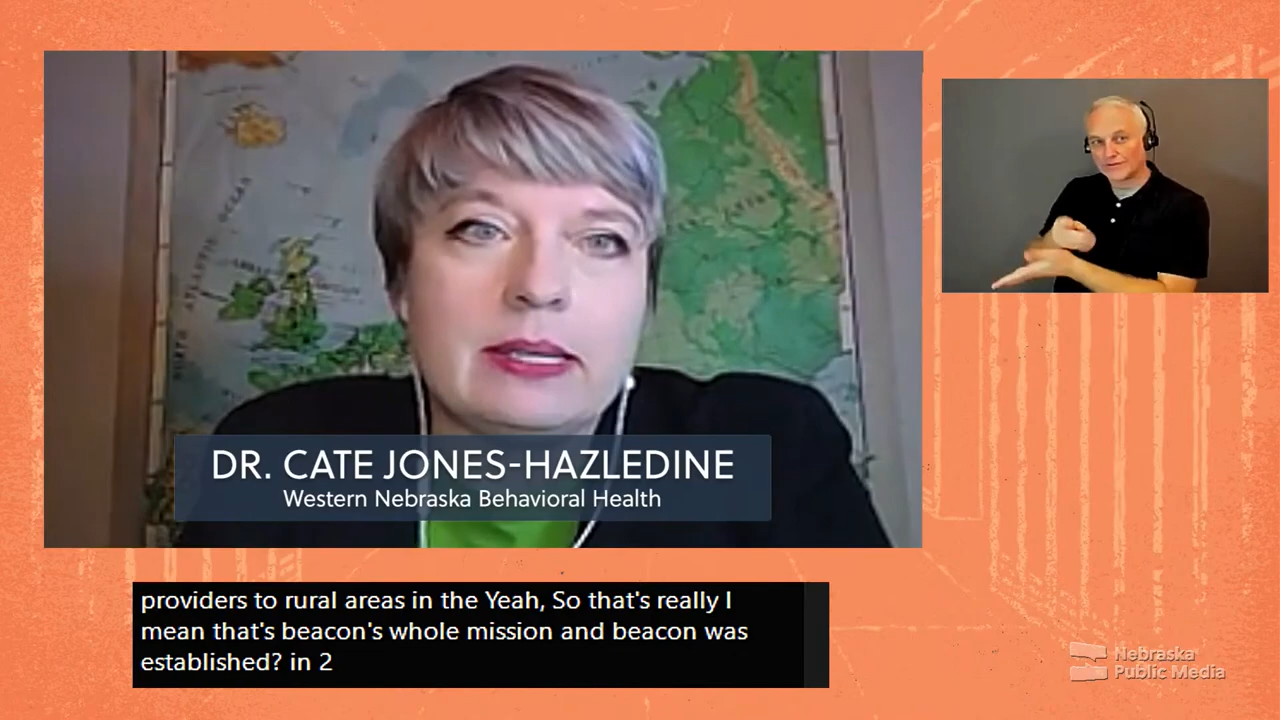 DR. CATE JONES-HAZLEDINE
Western Nebraska Behavioral Health
providers to rural areas in the Yeah, So that's really I
mean that's beacon's whole mission and beacon was
established? in 2
Nebraska
Public Media